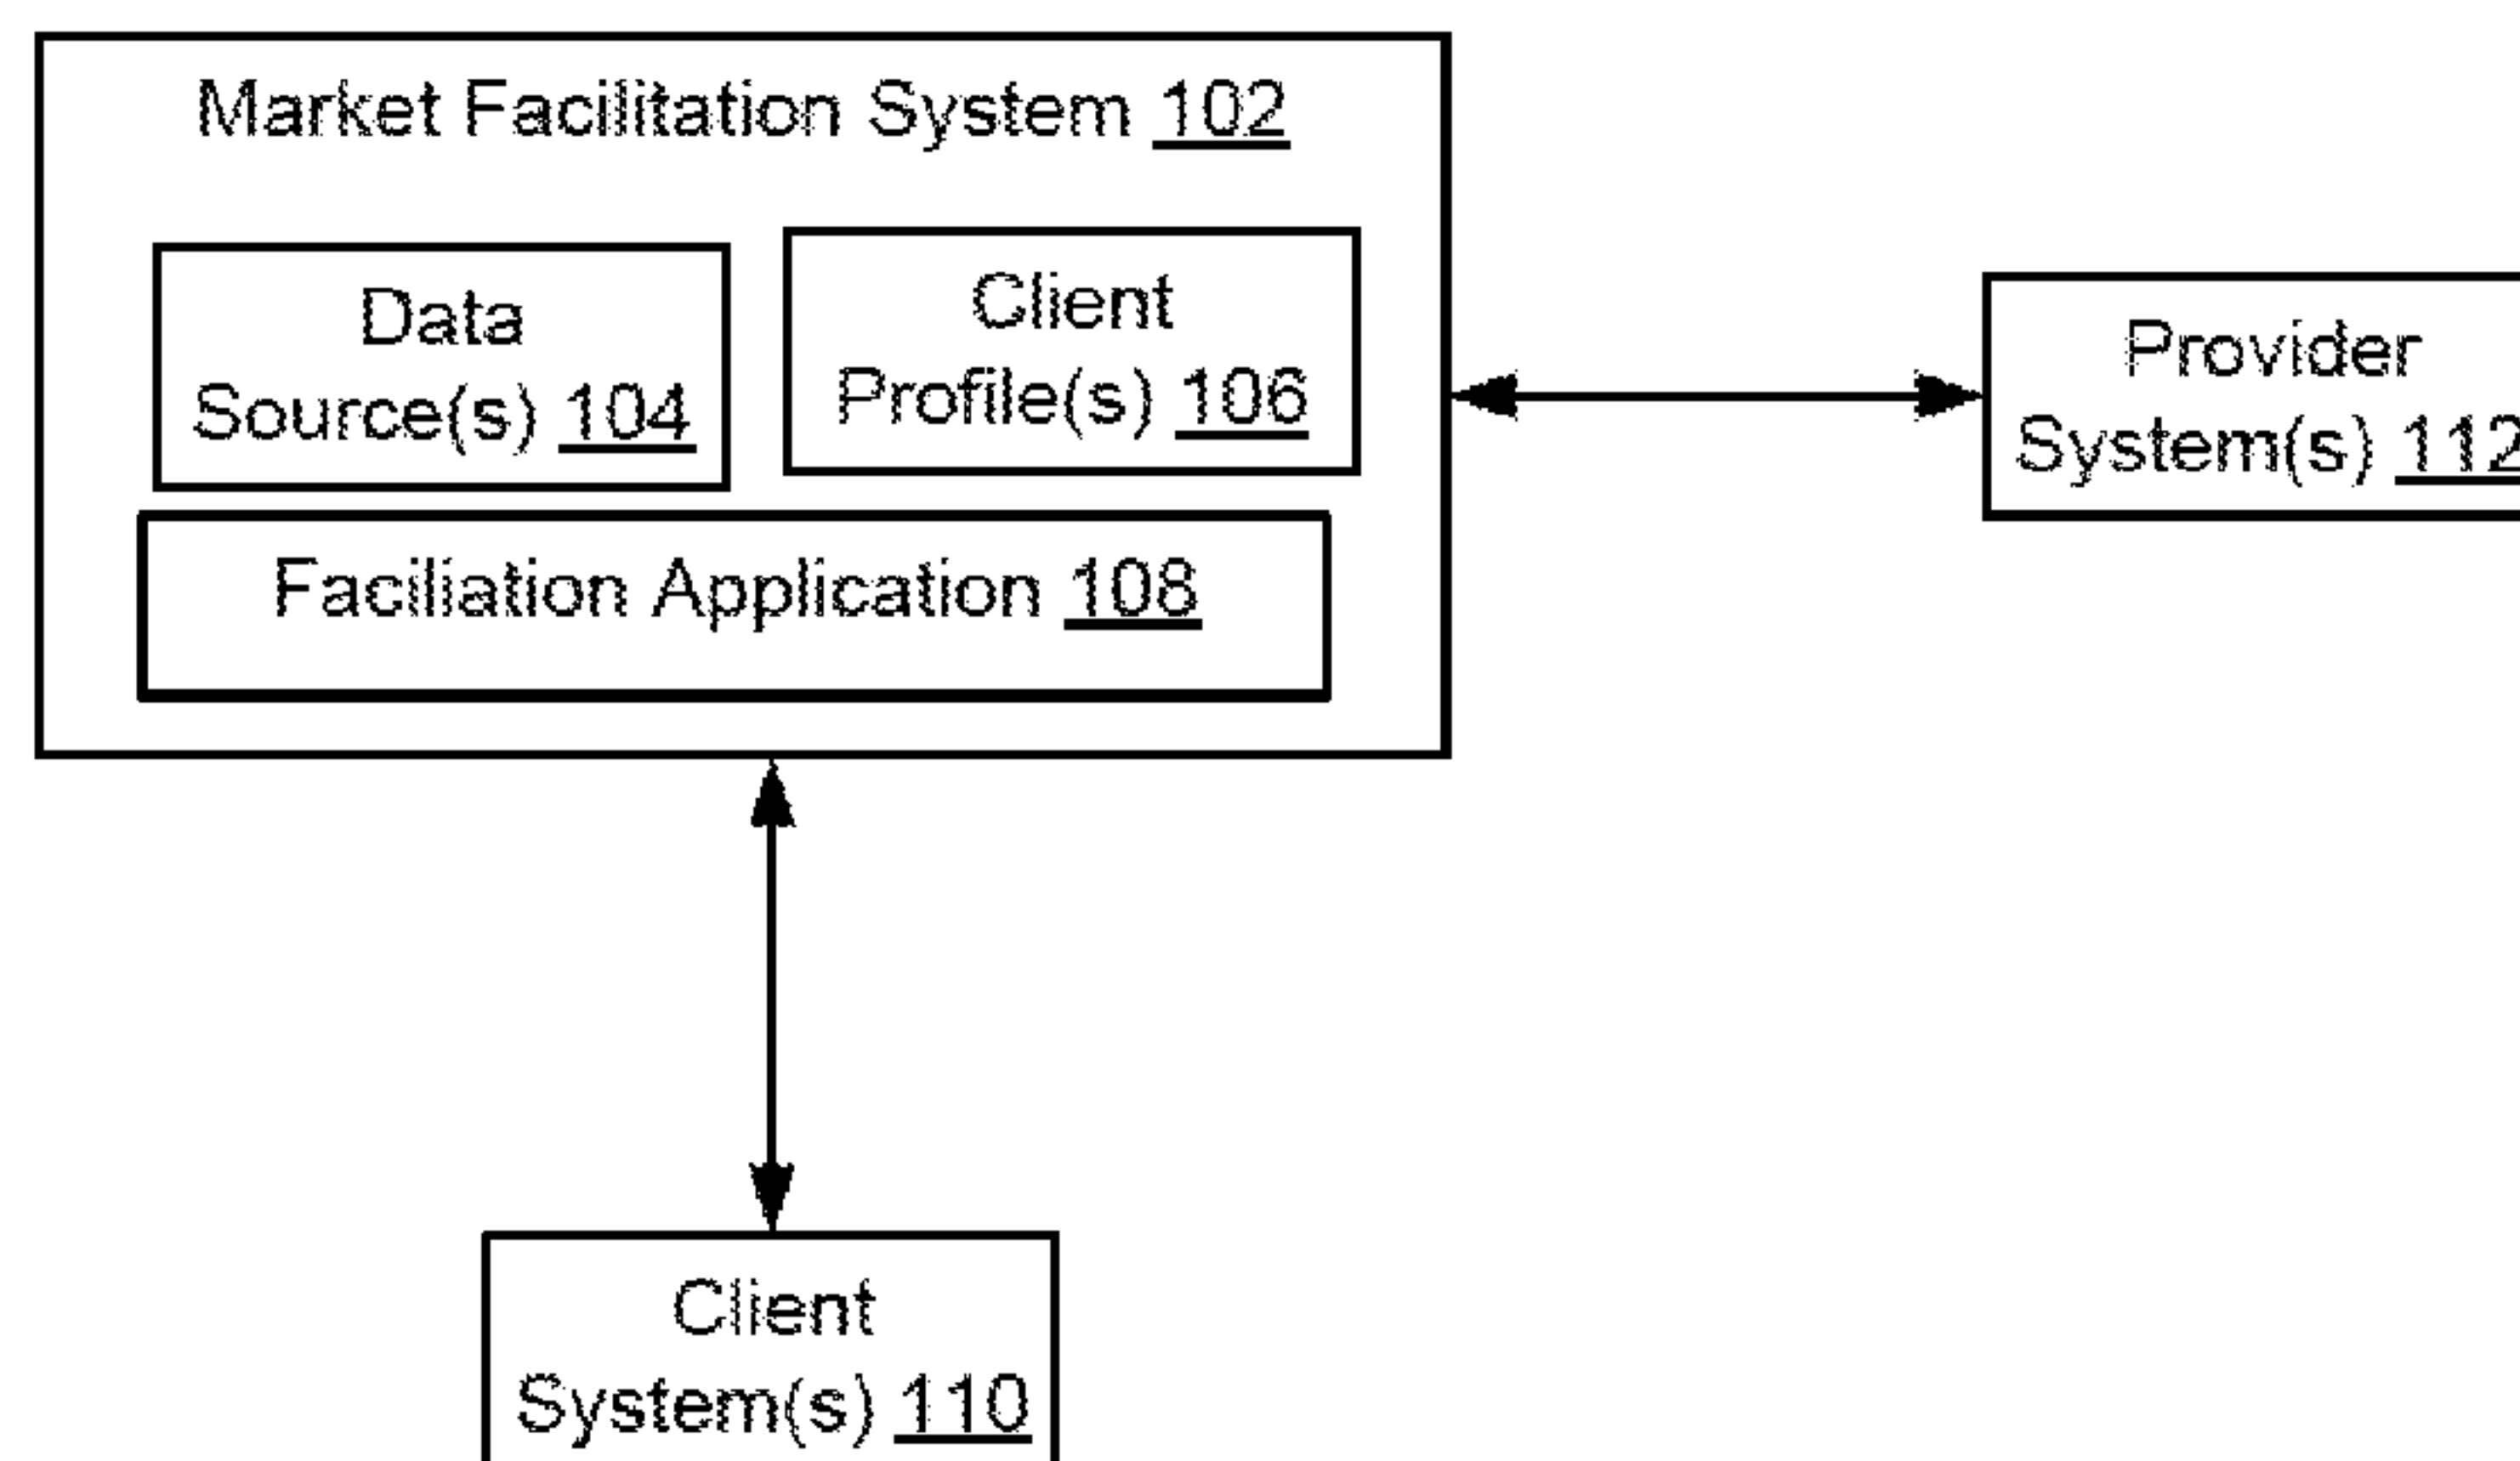 Market Facilitation System 102
Data
Source(s) 104
Client
Profile(s) 106
Faciliation Application 108
Provider
System(s) 112
Client
System(s) 110